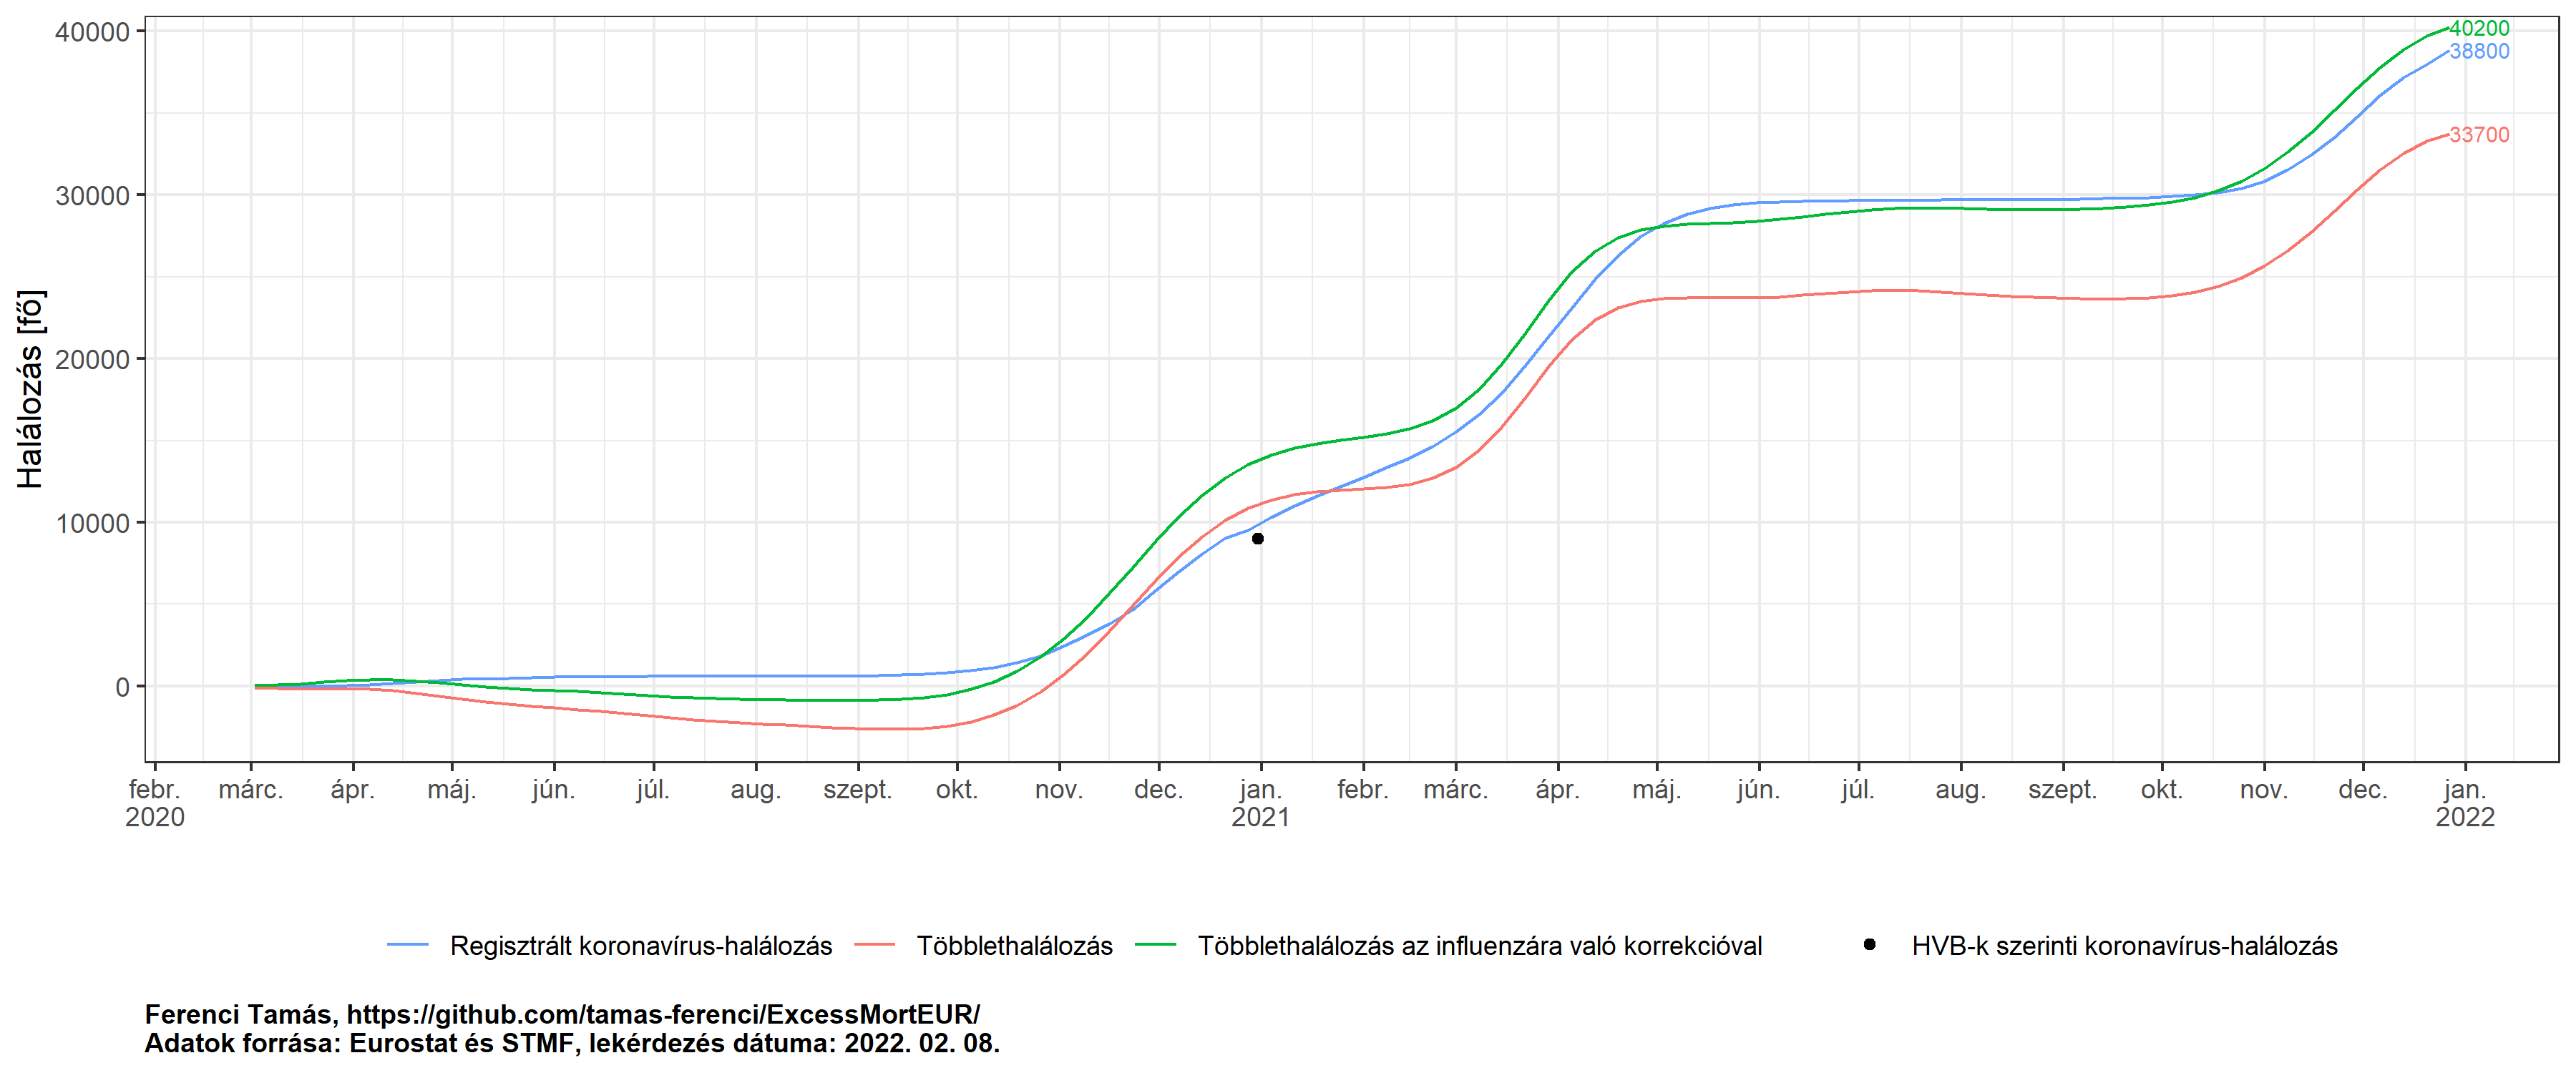 Halálozás [fő]
40000
30000
20000
10000
0
40200
38800
33700
febr. márc. ápr. máj. jún. júl. aug. szept. okt. nov. dec. jan. febr. márc. ápr. máj. jún. júl. aug. szept. okt. nov. dec. jan.
2020 2021 2022
Regisztrált koronavírus-halálozás Többlethalálozás Többlethalálozás az influenzára való korrekcióval HVB-k szerinti koronavírus-halálozás
Ferenci Tamás, https://github.com/tamas-ferenci/ExcessMortEUR/
Adatok forrása: Eurostat és STMF, lekérdezés dátuma: 2022. 02. 08.